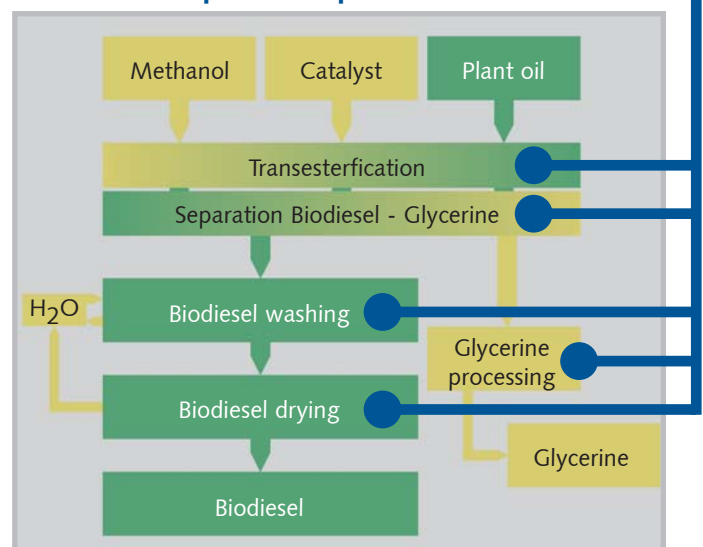 Methanol
Catalyst
Plant oil
Transesterfication
Separation Biodiesel - Glycerine
H2O
Biodiesel washing
Glycerine
processing
Biodiesel drying
Glycerine
Biodiesel